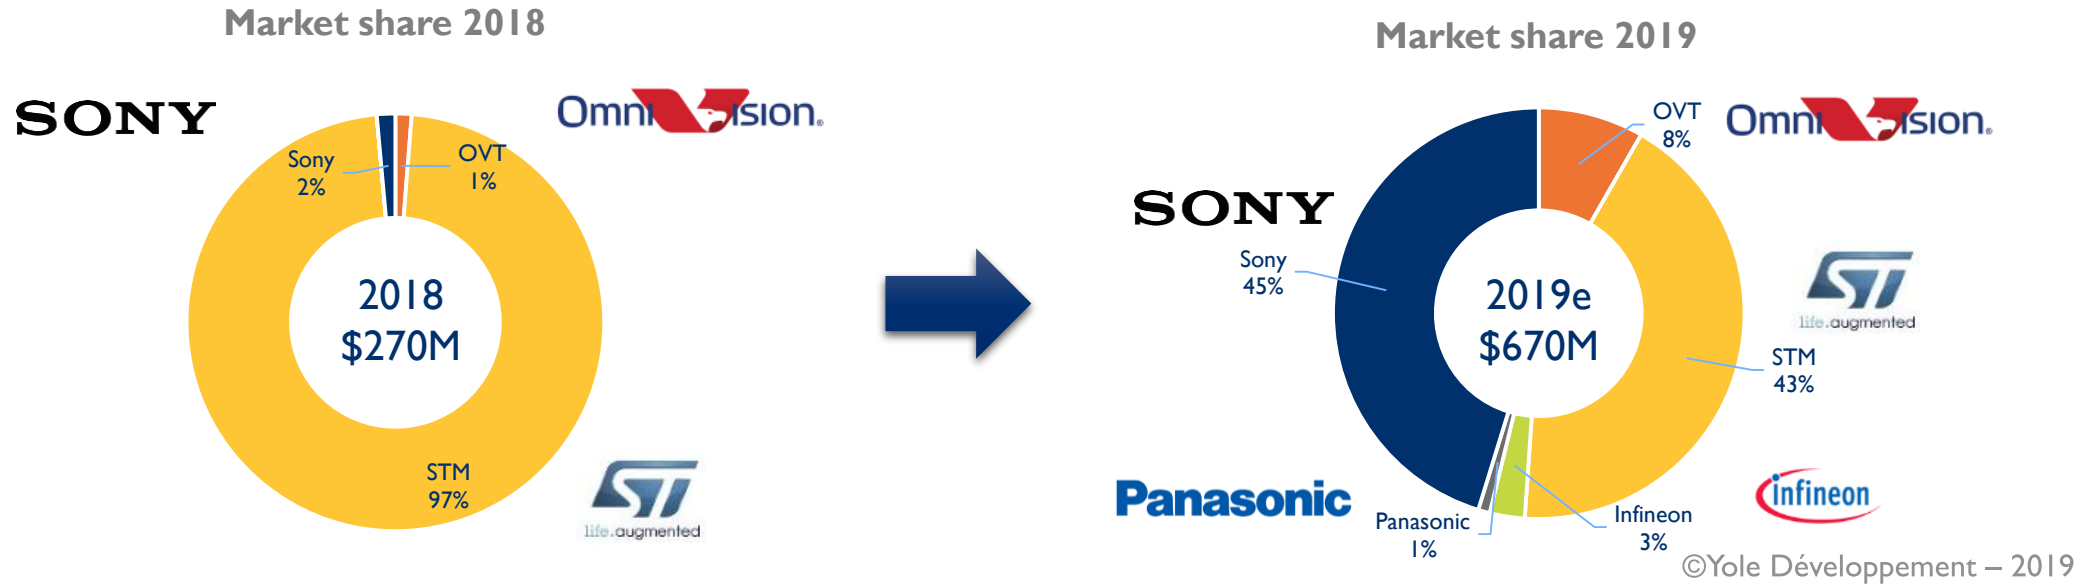 Market share 2018
SONY
OmniVision®
Sony
2%
OVT
1%
2018
$270M
STM
97%
ST
life.augmented
Market share 2019
OVT
8%
OmniVision®
SONY
Sony
45%
2019e
$670M
ST
life.augmented
STM
43%
Panasonic
Panasonic
1%
Infineon
3%
infineon
©Yole Développement – 2019